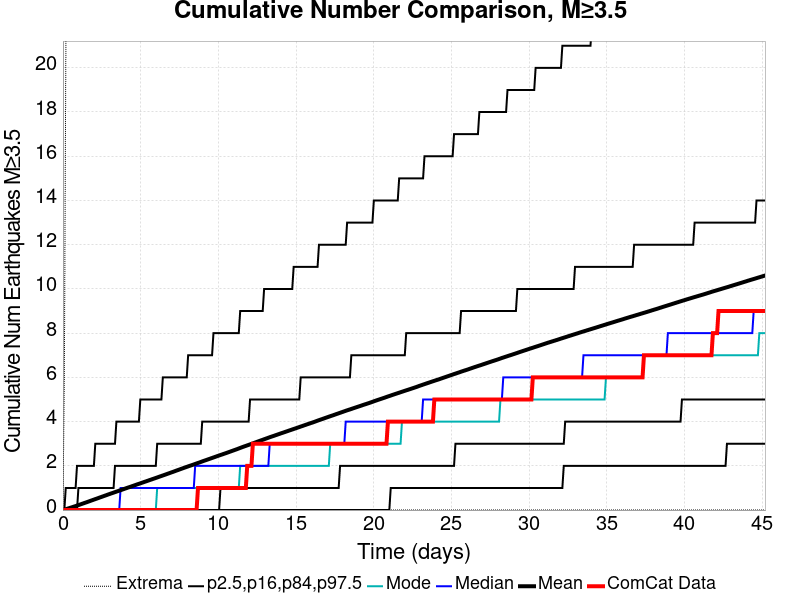 Cumulative Number Comparison, M≥3.5
Cumulative Num Earthquakes M≥3.5
20
18
16
14
12
10
8
6
4
2
0
0 5 10 15 20 25 30 35 40 45
Time (days)
Extrema p2.5,p16,p84,p97.5 Mode Median Mean ComCat Data